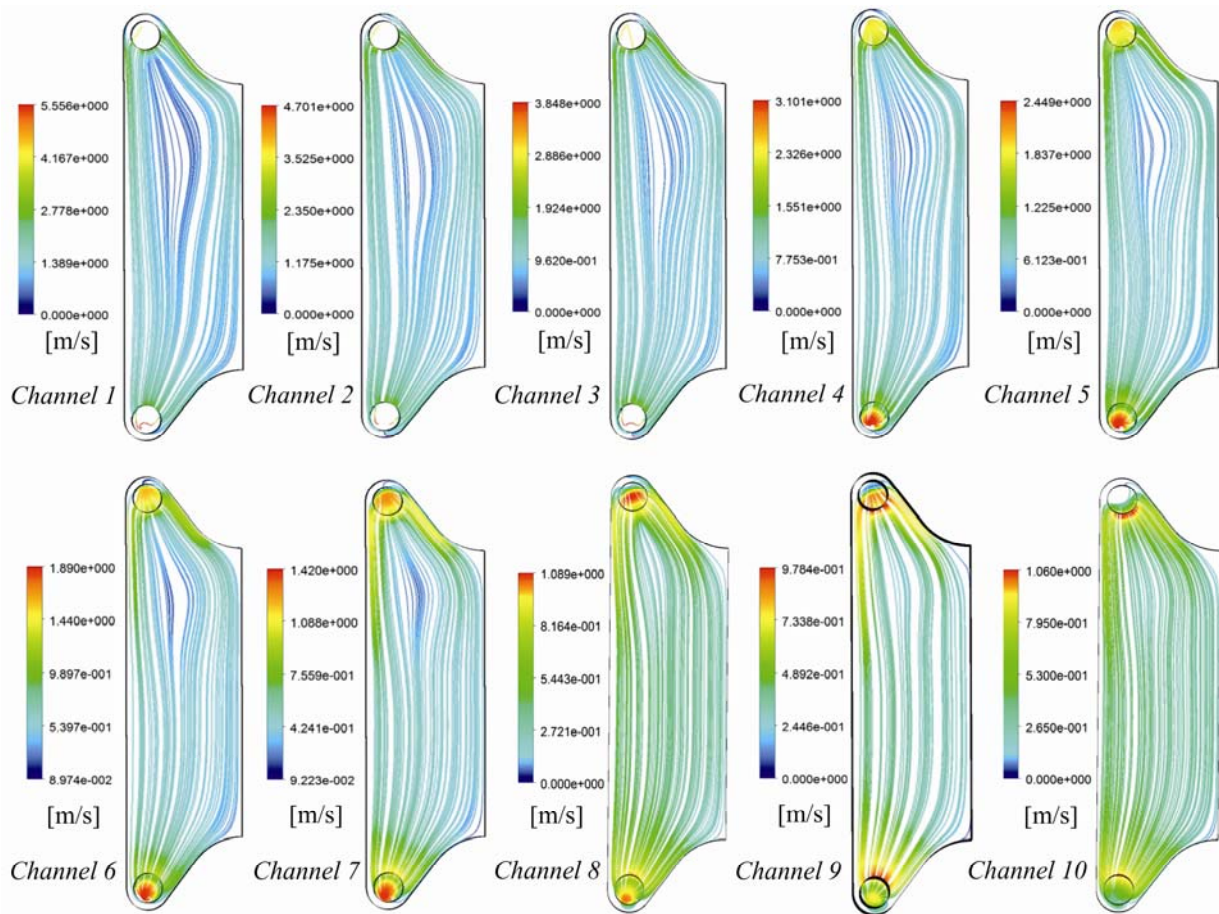 5.556e+000
4.167e+000
2.778e+000
1.389e+000
0.000e+000
[m/s]
Channel 1
4.701e+000
3.525e+000
2.350e+000
1.175e+000
0.000e+000
[m/s]
Channel 2
3.848e+000
2.886e+000
1.924e+000
9.620e-001
0.000e+000
[m/s]
Channel 3
3.101e+000
2.326e+000
1.551e+000
7.753e-001
0.000e+000
[m/s]
Channel 4
2.449e+000
1.837e+000
1.225e+000
6.123e-001
0.000e+000
[m/s]
Channel 5
1.890e+000
1.440e+000
9.897e-001
5.397e-001
8.974e-002
[m/s]
Channel 6
1.420e+000
1.088e+000
7.559e-001
4.241e-001
9.223e-002
[m/s]
Channel 7
1.089e+000
8.164e-001
5.443e-001
2.721e-001
0.000e+000
[m/s]
Channel 8
9.784e-001
7.338e-001
4.892e-001
2.446e-001
0.000e+000
[m/s]
Channel 9
1.060e+000
7.950e-001
5.300e-001
2.650e-001
0.000e+000
[m/s]
Channel 10